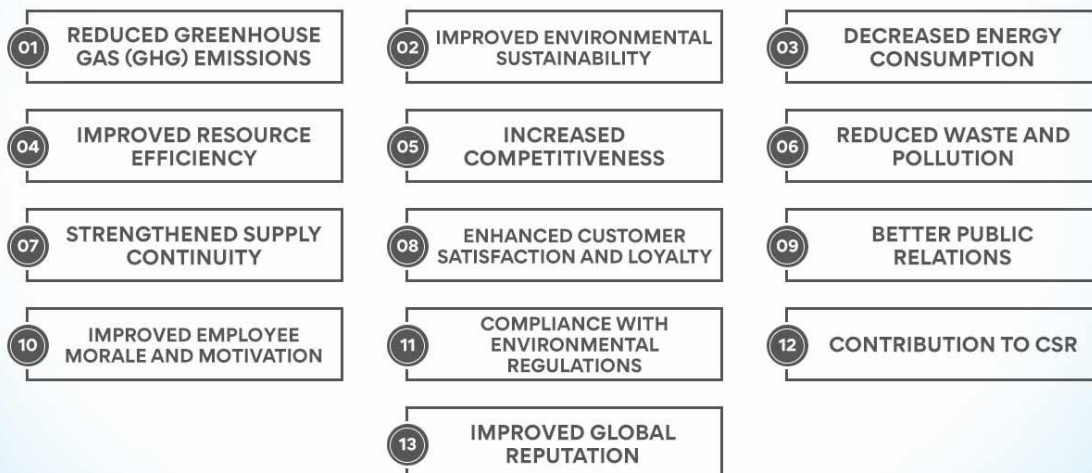 01
REDUCED GREENHOUSE
GAS (GHG) EMISSIONS
02
IMPROVED ENVIRONMENTAL
SUSTAINABILITY
03
DECREASED ENERGY
CONSUMPTION
04
IMPROVED RESOURCE
EFFICIENCY
05
INCREASED
COMPETITIVENESS
06
REDUCED WASTE AND
POLLUTION
07
STRENGTHENED SUPPLY
CONTINUITY
08
ENHANCED CUSTOMER
SATISFACTION AND LOYALTY
09
BETTER PUBLIC
RELATIONS
10
IMPROVED EMPLOYEE
MORALE AND MOTIVATION
11
COMPLIANCE WITH
ENVIRONMENTAL
REGULATIONS
12
CONTRIBUTION TO CSR
13
IMPROVED GLOBAL
REPUTATION